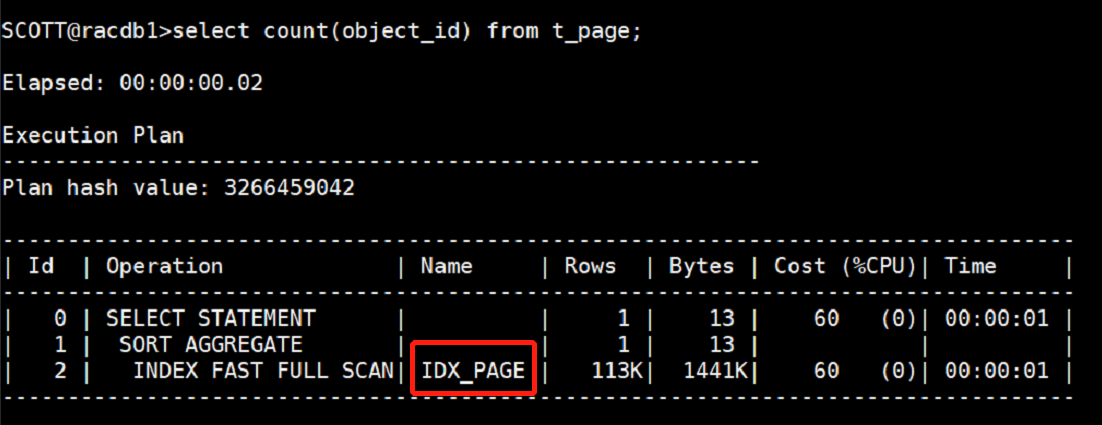 SCOTT@racdb1>select count(object_id) from t_page;
Elapsed: 00:00:00.02
Execution Plan
----------------------------------------------------------
Plan hash value: 3266459042
----------------------------------------------------------------------------------
| Id  | Operation             | Name     | Rows  | Bytes | Cost (%CPU)| Time     |
----------------------------------------------------------------------------------
|   0 | SELECT STATEMENT      |          |     1 |    13 |    60   (0)| 00:00:01 |
|   1 |  SORT AGGREGATE       |          |     1 |    13 |            |          |
|   2 |   INDEX FAST FULL SCAN| IDX_PAGE |   113K|  1441K|    60   (0)| 00:00:01 |
----------------------------------------------------------------------------------